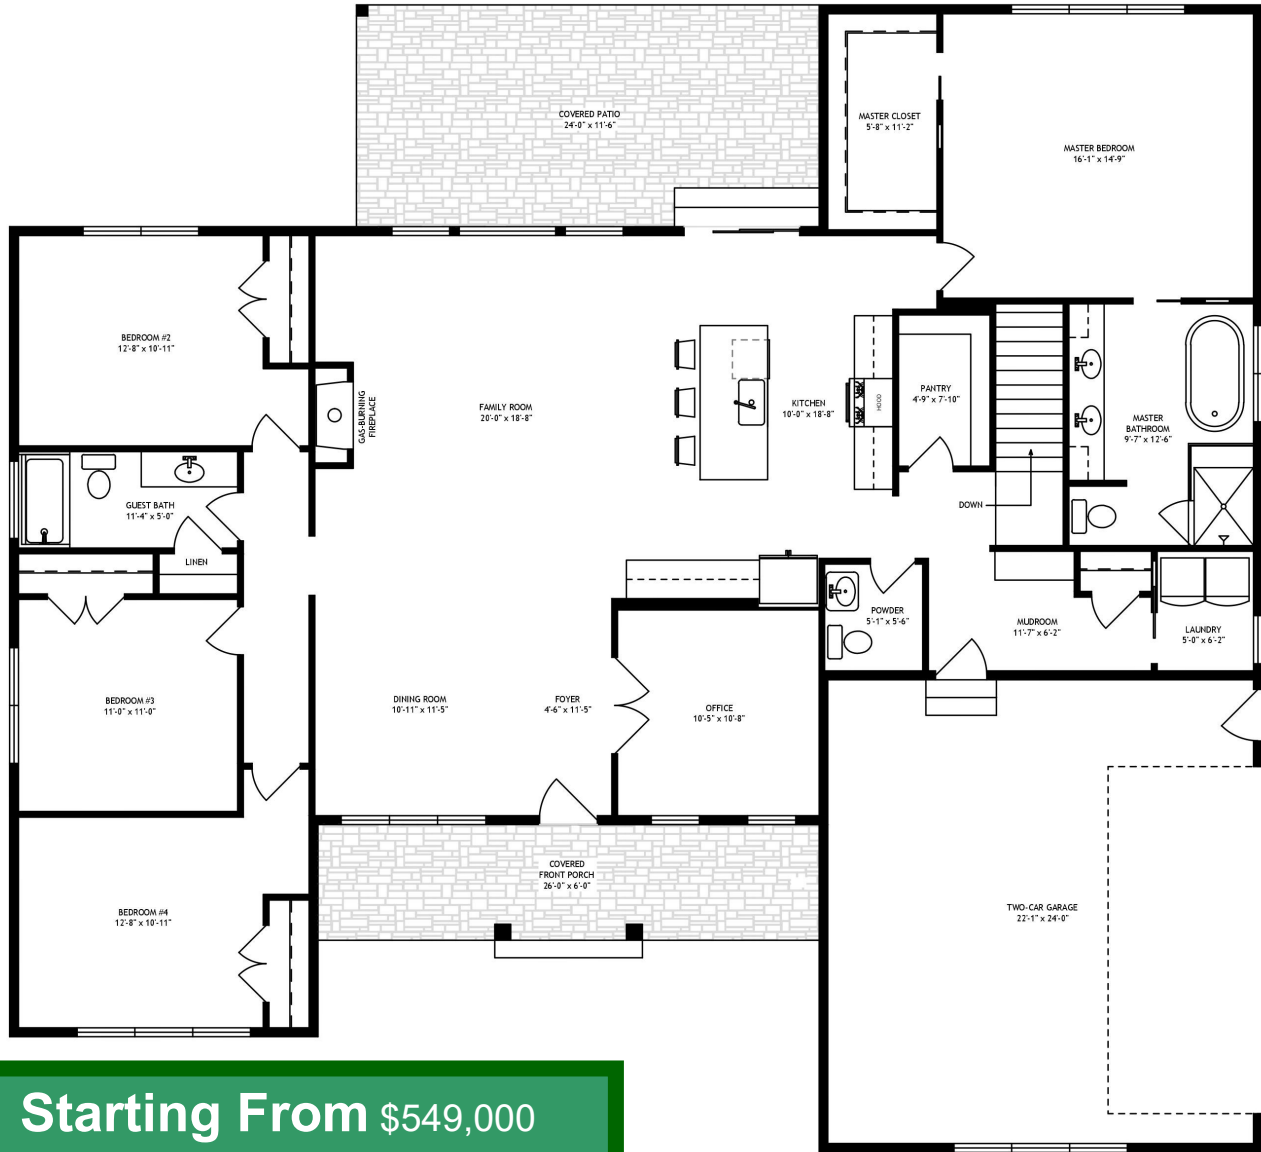 COVERED PATIO
24'-0" x 11'-6"
MASTER CLOSET
5'-8" x 11'-2"
MASTER BEDROOM
16'-1" x 14'-9"
BEDROOM #2
12'-8" x 10'-11"
GAS-BURNING
FIREPLACE
FAMILY ROOM
20'-0" x 18'-8"
KITCHEN
10'-0" x 18'-8"
HOOD
PANTRY
4'-9" x 7'-10"
MASTER
BATHROOM
9'-7" x 12'-6"
GUEST BATH
11'-4" x 5'-0"
DOWN
LINEN
POWDER
5'-1" x 5'-6"
MUDROOM
11'-7" x 6'-2"
LAUNDRY
5'-0" x 6'-2"
BEDROOM #3
11'-0" x 11'-0"
DINING ROOM
10'-11" x 11'-5"
FOYER
4'-6" x 11'-5"
OFFICE
10'-5" x 10'-8"
COVERED
FRONT PORCH
26'-0" x 6'-0"
BEDROOM #4
12'-8" x 10'-11"
TWO-CAR GARAGE
22'-1" x 24'-0"
Starting From $549,000